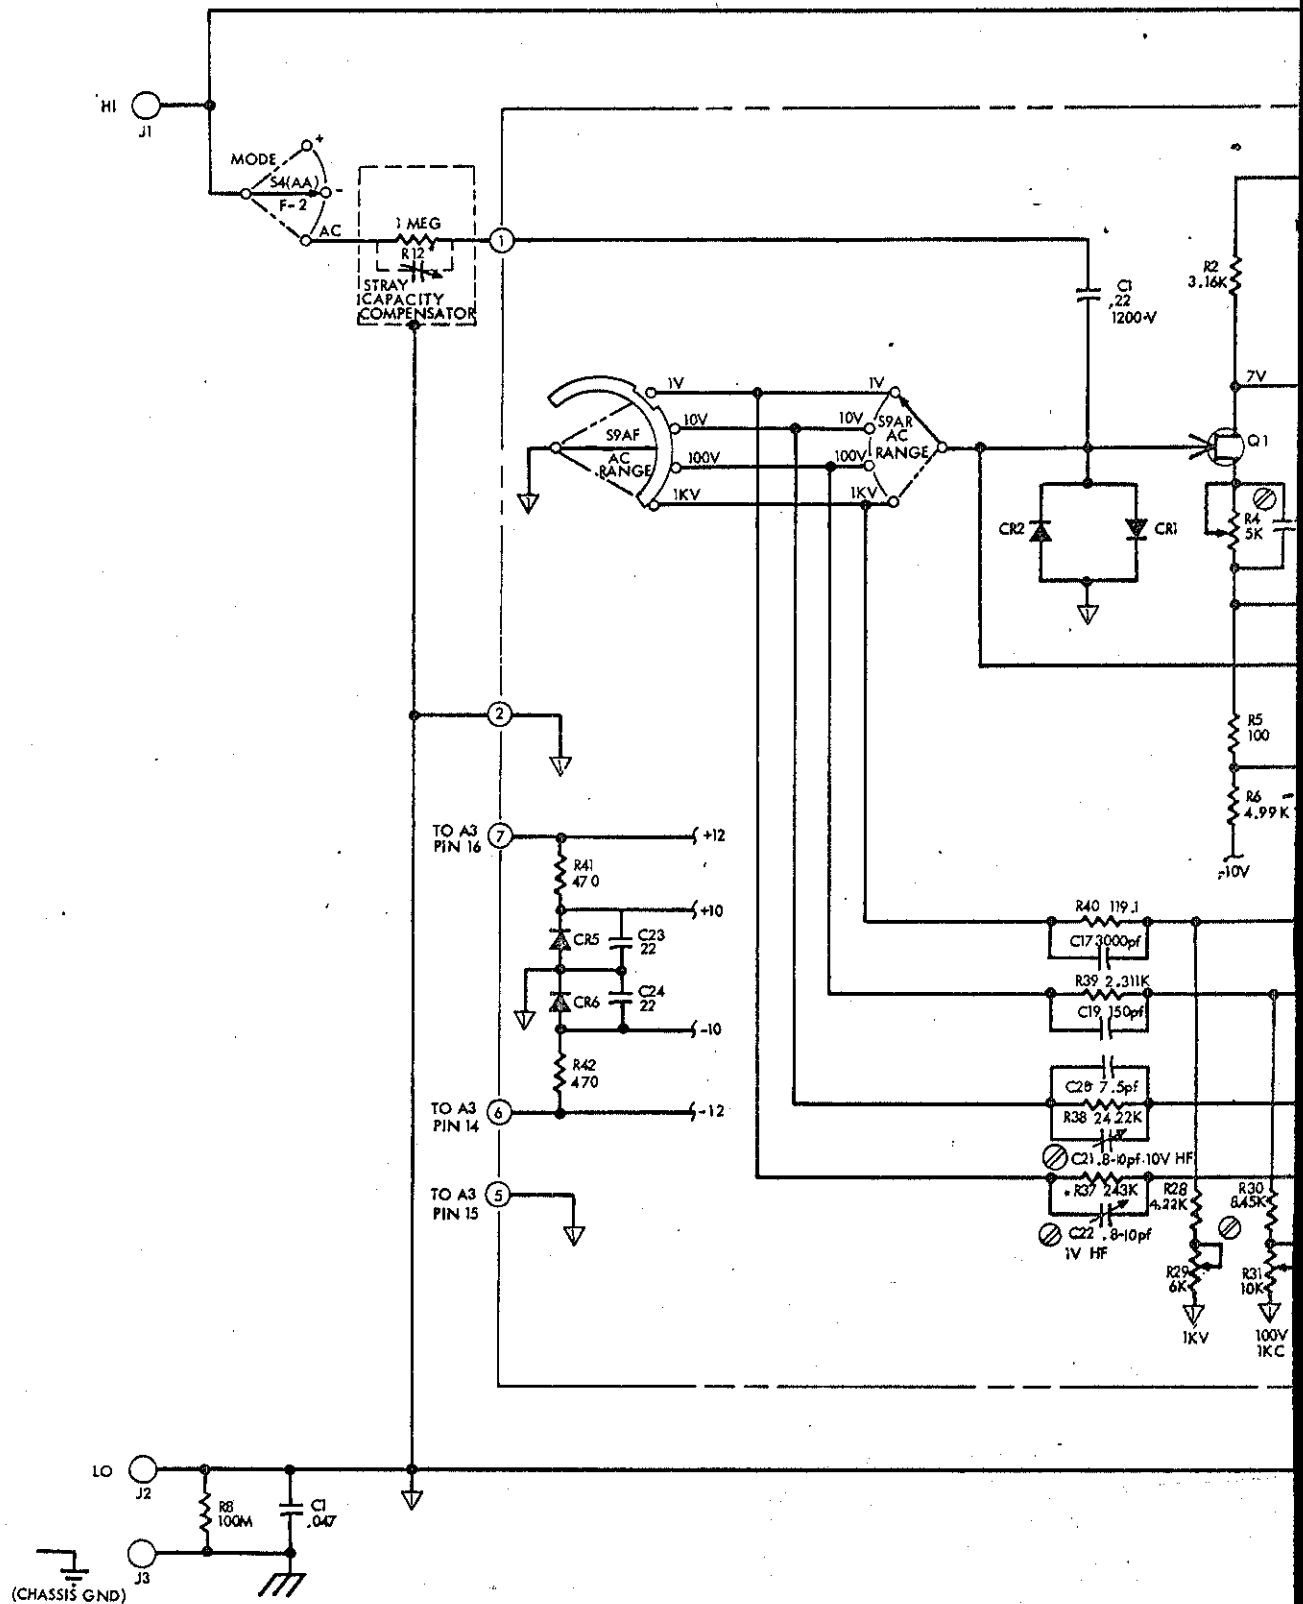 HI
J1
MODE
+
S4(AA)
-
F-2
AC
1 MEG
R12
STRAY
CAPACITY
COMPENSATOR
1
C1
.22
1200-V
R2
3.16K
7V
Q1
1V
10V
100V
1KV
S9AF
AC
RANGE
1V
10V
100V
1KV
S9AR
AC
RANGE
CR2
CR1
R4
5K
2
R5
100
R6
4.99K
-10V
TO A3
PIN 16
7
+12
R41
470
+10
CR5
C23
22
CR6
C24
22
-10
R42
470
TO A3
PIN 14
6
-12
TO A3
PIN 15
5
R40 119.1
C17 3000pf
R39 2.311K
C19 150pf
7.5pf
R38 24.22K
C21 .8-10pf 10V HF
R37 243K
C22 .8-10pf
1V HF
R28
4.22K
R29
6K
1KV
R30
8.45K
R31
10K
100V
1KC
LO
J2
R8
100M
C1
.047
J3
(CHASSIS GND)